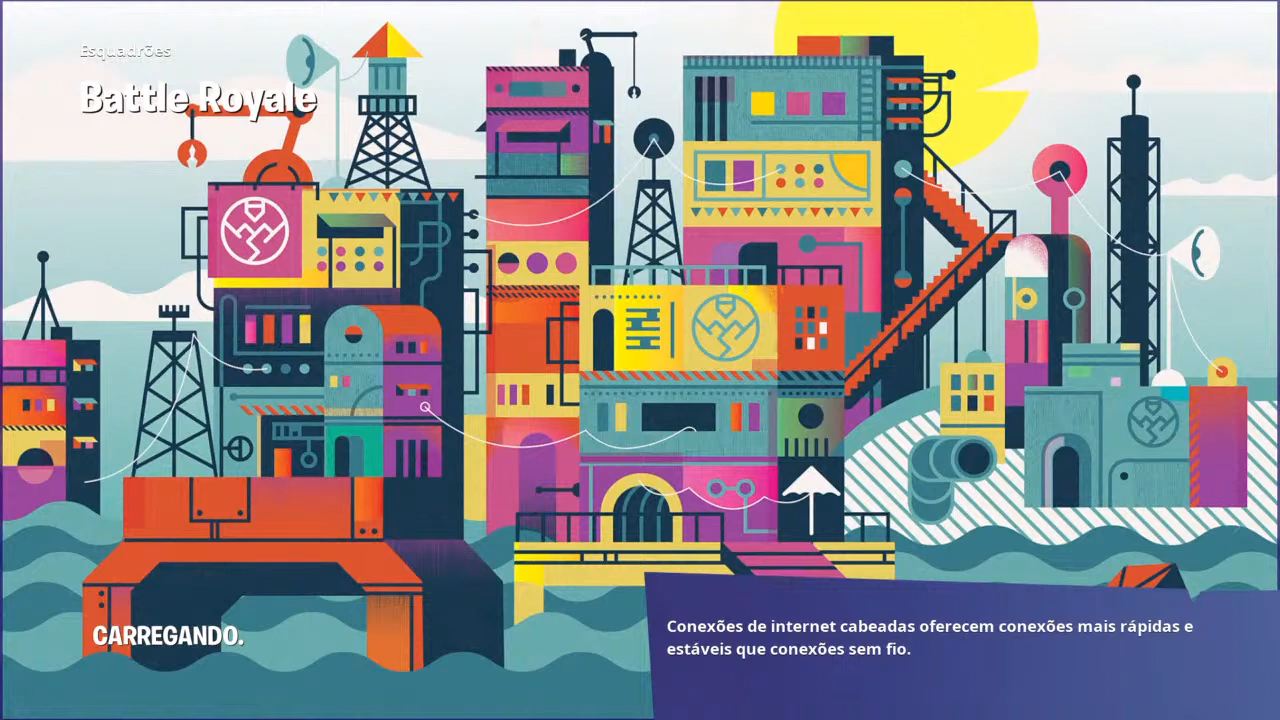 Esquadrões
Battle Royale
CARREGANDO.
Conexões de internet cabeadas oferecem conexões mais rápidas e
estáveis que conexões sem fio.